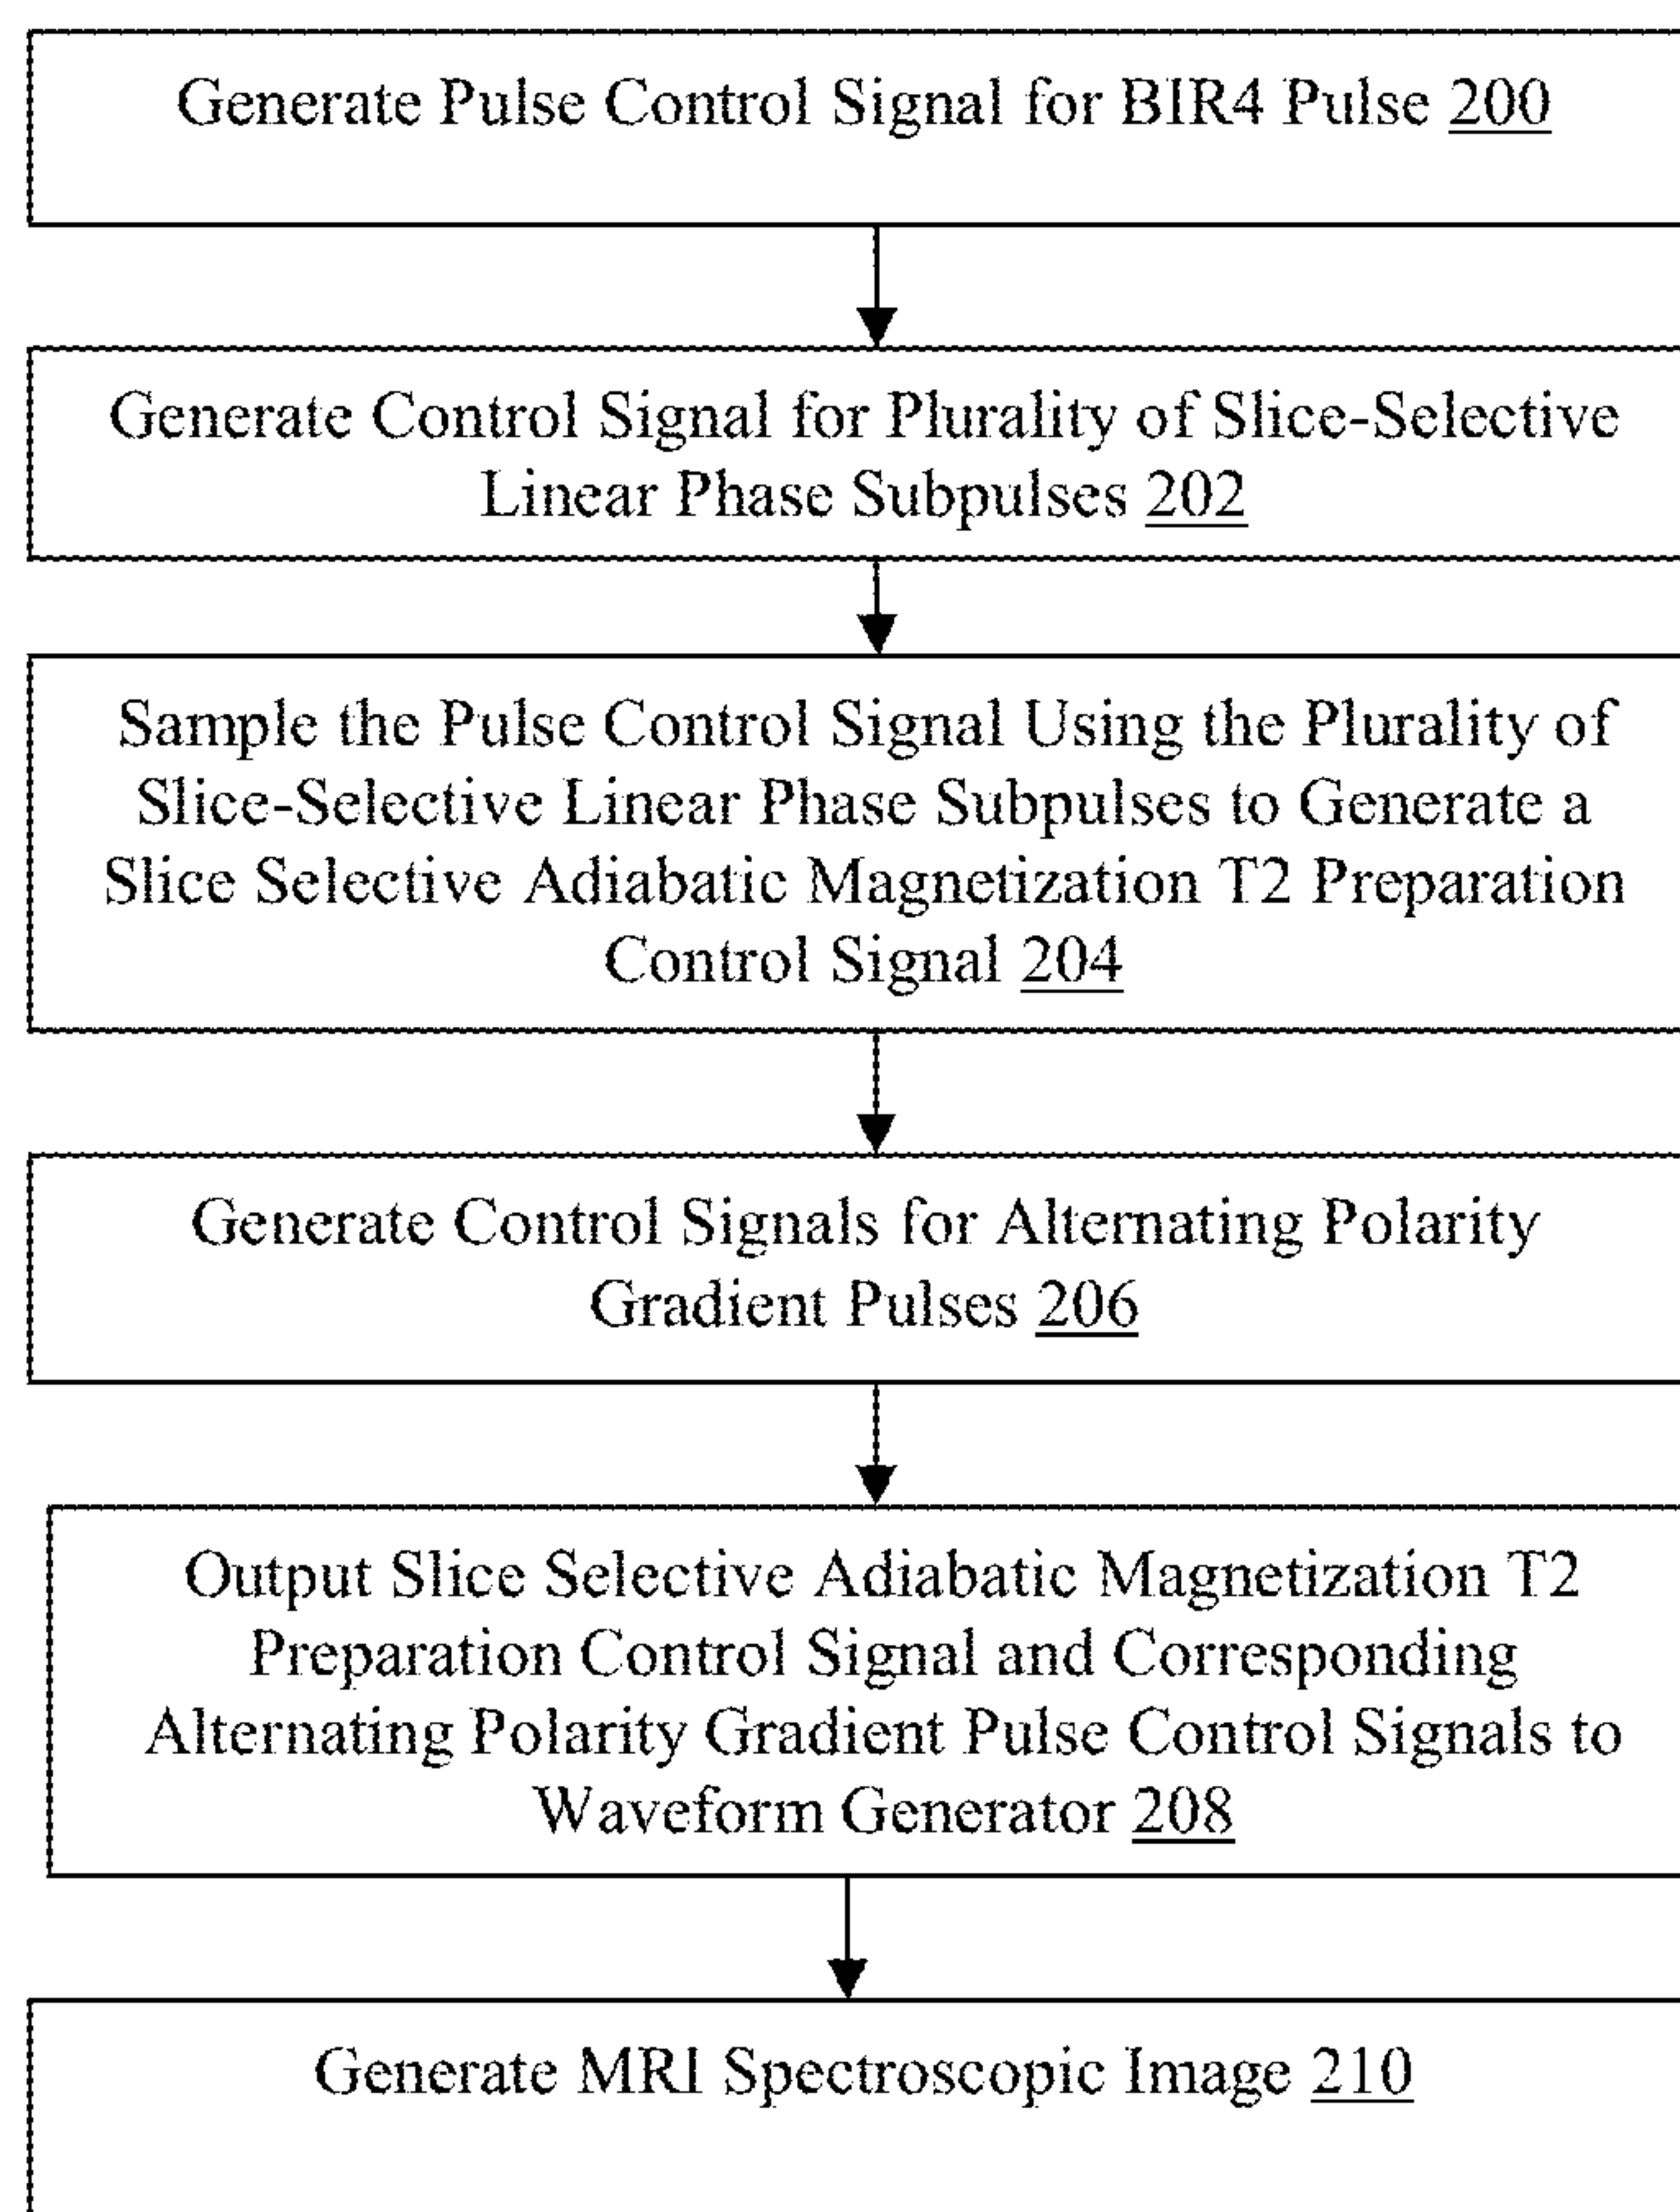 Generate Pulse Control Signal for BIR4 Pulse 200
Generate Control Signal for Plurality of Slice-Selective
Linear Phase Subpulses 202
Sample the Pulse Control Signal Using the Plurality of
Slice-Selective Linear Phase Subpulses to Generate a
Slice Selective Adiabatic Magnetization T2 Preparation
Control Signal 204
Generate Control Signals for Alternating Polarity
Gradient Pulses 206
Output Slice Selective Adiabatic Magnetization T2
Preparation Control Signal and Corresponding
Alternating Polarity Gradient Pulse Control Signals to
Waveform Generator 208
Generate MRI Spectroscopic Image 210